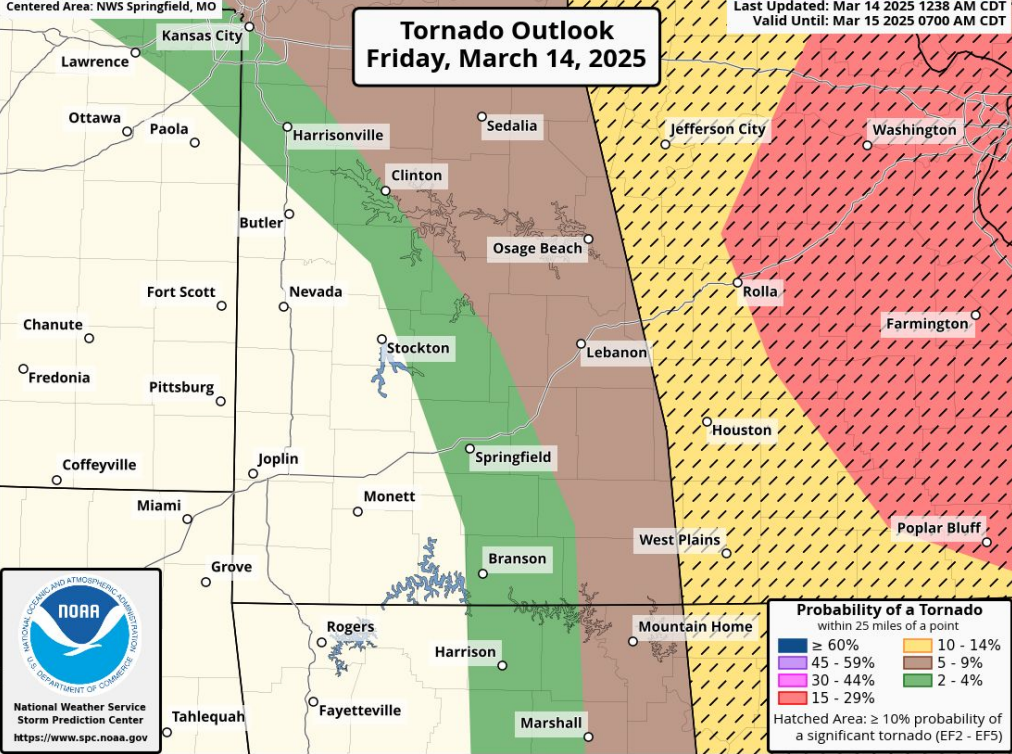 Centered Area: NWS Springfield, MO
Tornado Outlook
Friday, March 14, 2025
Last Updated: Mar 14 2025 1238 AM CDT
Valid Until: Mar 15 2025 0700 AM CDT
Kansas City
Lawrence
Ottawa
Paola
Harrisonville
Sedalia
Jefferson City
Washington
Clinton
Butler
Osage Beach
Fort Scott
Nevada
Rolla
Chanute
Stockton
Lebanon
Farmington
Fredonia
Pittsburg
Houston
Coffeyville
Joplin
Springfield
Miami
Monett
Poplar Bluff
West Plains
Grove
Branson
Rogers
Mountain Home
Harrison
Fayetteville
Tahlequah
Marshall
NATIONAL OCEANIC AND ATMOSPHERIC ADMINISTRATION
NOAA
U.S. DEPARTMENT OF COMMERCE
National Weather Service
Storm Prediction Center
https://www.spc.noaa.gov
Probability of a Tornado
within 25 miles of a point
≥ 60%
10 - 14%
45 - 59%
5 - 9%
30 - 44%
2 - 4%
15 - 29%
Hatched Area: ≥ 10% probability of
a significant tornado (EF2 - EF5)